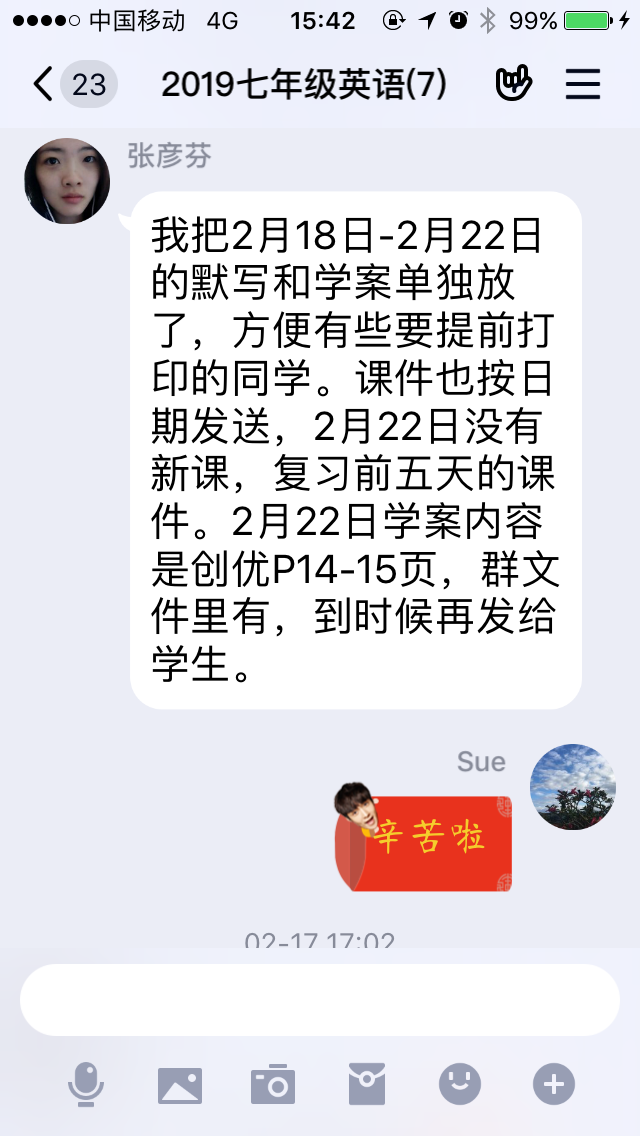 中国移动 4G 15:42 99%
23 2019七年级英语(7)
张彦芬
我把2月18日-2月22日
的默写和学案单独放
了，方便有些要提前打
印的同学。课件也按日
期发送，2月22日没有
新课，复习前五天的课
件。2月22日学案内容
是创优P14-15页，群文
件里有，到时候再发给
学生。
Sue
辛苦啦
02-17 17:02